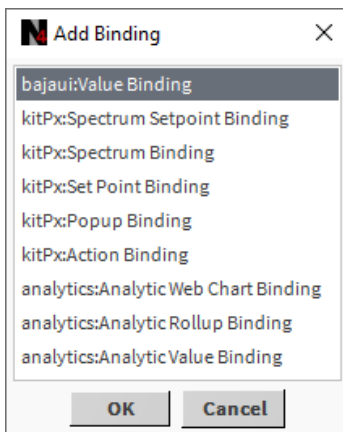 N4 Add Binding
bajaui:Value Binding
kitPx:Spectrum Setpoint Binding
kitPx:Spectrum Binding
kitPx:Set Point Binding
kitPx:Popup Binding
kitPx:Action Binding
analytics:Analytic Web Chart Binding
analytics:Analytic Rollup Binding
analytics:Analytic Value Binding
OK Cancel